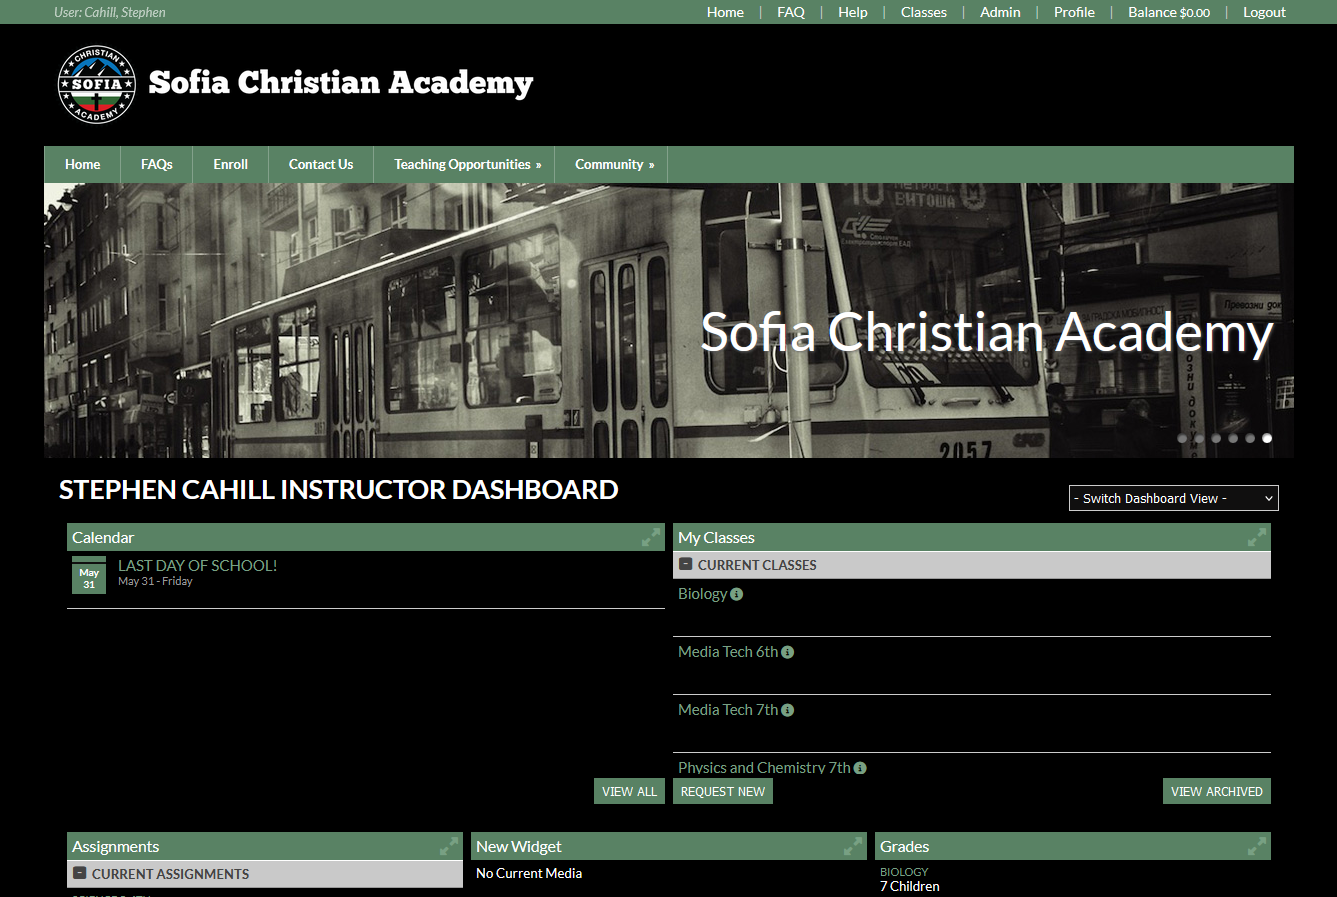 User: Cahill, Stephen
Home
FAQ
Help
Classes
Admin
Profile
Balance $0.00
Logout
CHRISTIAN
SOFIA
ACADEMY
Sofia Christian Academy
Home
FAQs
Enroll
Contact Us
Teaching Opportunities »
Community »
ВИТОША
Превозни док
Sofia Christian Academy
2057
STEPHEN CAHILL INSTRUCTOR DASHBOARD
- Switch Dashboard View -
Calendar
May
31
LAST DAY OF SCHOOL!
May 31 - Friday
VIEW ALL
My Classes
CURRENT CLASSES
Biology
Media Tech 6th
Media Tech 7th
Physics and Chemistry 7th
REQUEST NEW
VIEW ARCHIVED
Assignments
CURRENT ASSIGNMENTS
New Widget
No Current Media
Grades
BIOLOGY
7 Children